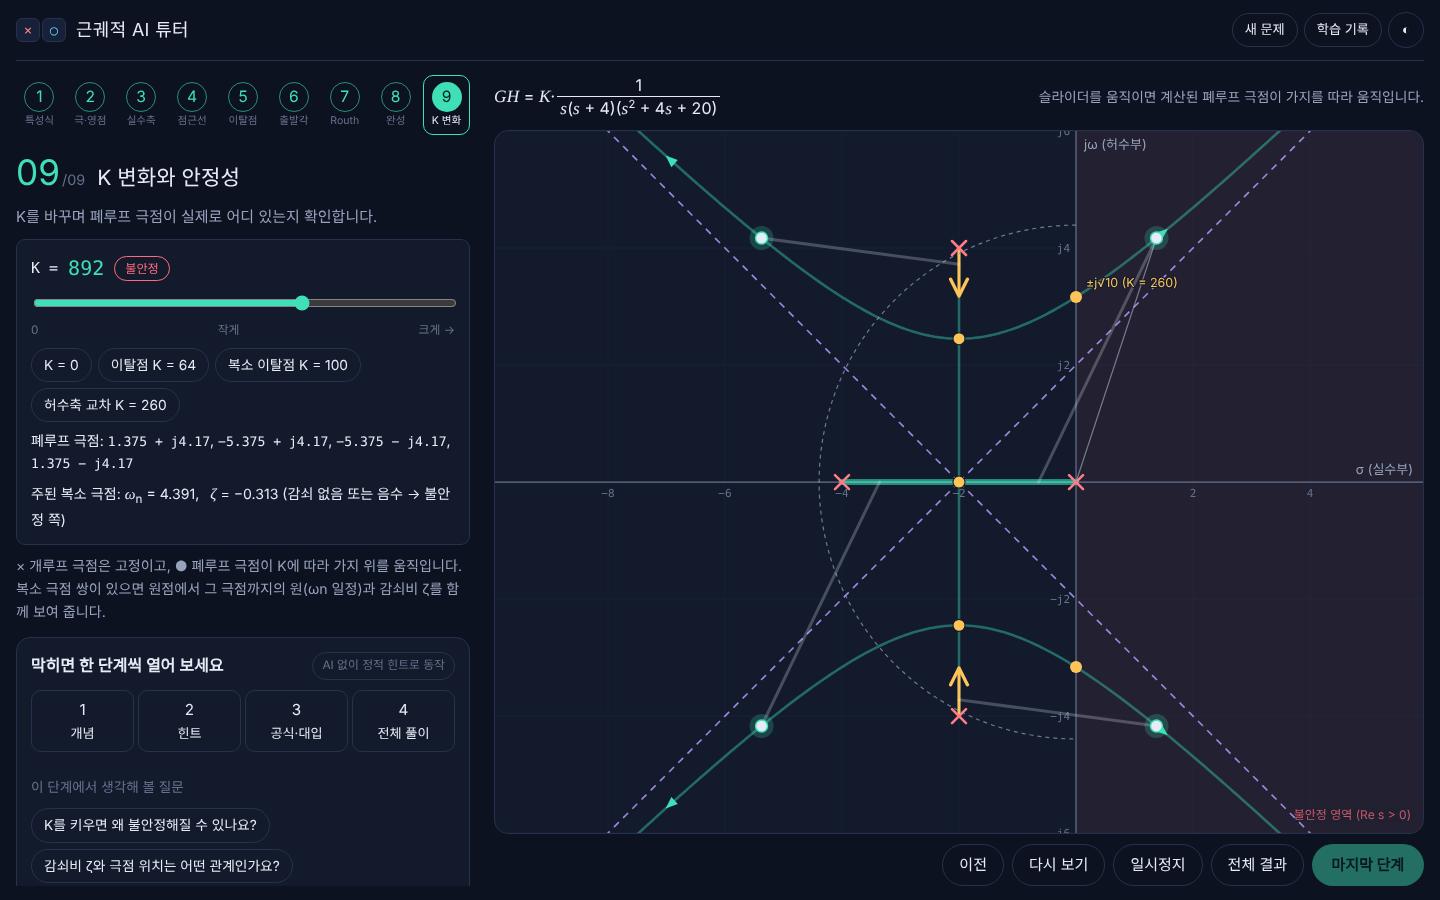 × ○ 근궤적 AI 튜터
새 문제 학습 기록
1 2 3 4 5 6 7 8 9
특성식 극·영점 실수축 점근선 이탈점 출발각 Routh 완성 K 변화
09/09 K 변화와 안정성
K를 바꾸며 폐루프 극점이 실제로 어디 있는지 확인합니다.
K = 892 불안정
0 작게 크게 →
K = 0 이탈점 K = 64 복소 이탈점 K = 100
허수축 교차 K = 260
폐루프 극점: 1.375 + j4.17, −5.375 + j4.17, −5.375 − j4.17,
1.375 − j4.17
주된 복소 극점: ωn = 4.391, ζ = −0.313 (감쇠 없음 또는 음수 → 불안
정 쪽)
× 개루프 극점은 고정이고, ● 폐루프 극점이 K에 따라 가지 위를 움직입니다.
복소 극점 쌍이 있으면 원점에서 그 극점까지의 원(ωn 일정)과 감쇠비 ζ를 함
께 보여 줍니다.
막히면 한 단계씩 열어 보세요 AI 없이 정적 힌트로 동작
1 2 3 4
개념 힌트 공식·대입 전체 풀이
이 단계에서 생각해 볼 질문
K를 키우면 왜 불안정해질 수 있나요?
감쇠비 ζ와 극점 위치는 어떤 관계인가요?
GH = K· 1
s(s + 4)(s² + 4s + 20)
슬라이더를 움직이면 계산된 폐루프 극점이 가지를 따라 움직입니다.
j6
jω (허수부)
j4
±j√10 (K = 260)
j2
σ (실수부)
−8 −6 −4 −2 2 4
−j2
−j4
불안정 영역 (Re s > 0)
−j6
이전 다시 보기 일시정지 전체 결과 마지막 단계